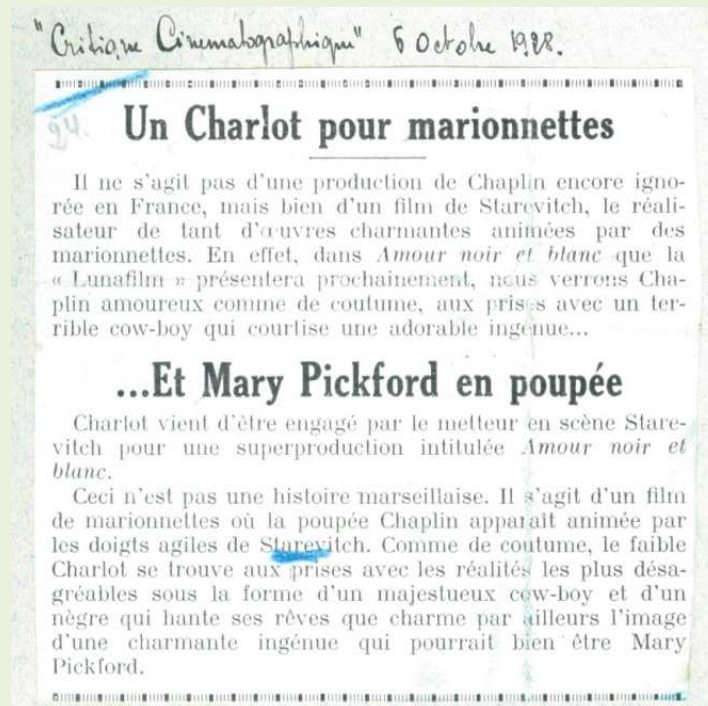 "Critique Cinematographique" 6 Octobre 1928.
24.
Un Charlot pour marionnettes
Il ne s'agit pas d'une production de Chaplin encore igno-
rée en France, mais bien d'un film de Starevitch, le réali-
sateur de tant d'œuvres charmantes animées par des
marionnettes. En effet, dans Amour noir et blanc que la
« Lunafilm » présentera prochainement, nous verrons Cha-
plin amoureux comme de coutume, aux prises avec un ter-
rible cow-boy qui courtise une adorable ingénue...
...Et Mary Pickford en poupée
Charlot vient d'être engagé par le metteur en scène Stare-
vitch pour une superproduction intitulée Amour noir et
blanc.
Ceci n'est pas une histoire marseillaise. Il s'agit d'un film
de marionnettes où la poupée Chaplin apparaît animée par
les doigts agiles de Starevitch. Comme de coutume, le faible
Charlot se trouve aux prises avec les réalités les plus désa-
gréables sous la forme d'un majestueux cow-boy et d'un
nègre qui hante ses rêves que charme par ailleurs l'image
d'une charmante ingénue qui pourrait bien être Mary
Pickford.